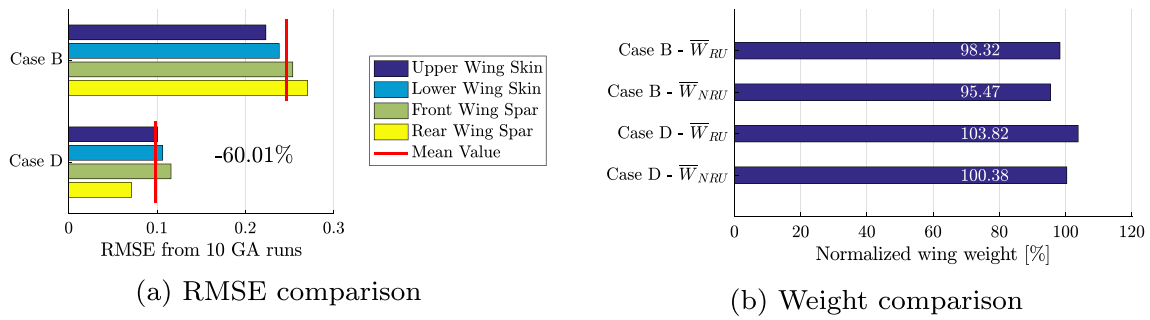 Case B
Case D
-60.01%
0 0.1 0.2 0.3
RMSE from 10 GA runs
Upper Wing Skin
Lower Wing Skin
Front Wing Spar
Rear Wing Spar
Mean Value
(a) RMSE comparison
Case B - W̅_RU 98.32
Case B - W̅_NRU 95.47
Case D - W̅_RU 103.82
Case D - W̅_NRU 100.38
0 20 40 60 80 100 120
Normalized wing weight [%]
(b) Weight comparison